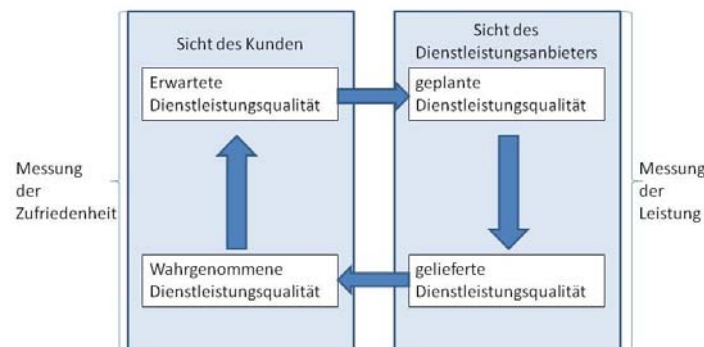 Sicht des Kunden
Sicht des
Dienstleistungsanbieters
Erwartete
Dienstleistungsqualität
geplante
Dienstleistungsqualität
Messung
der
Zufriedenheit
Messung
der
Leistung
Wahrgenommene
Dienstleistungsqualität
gelieferte
Dienstleistungsqualität